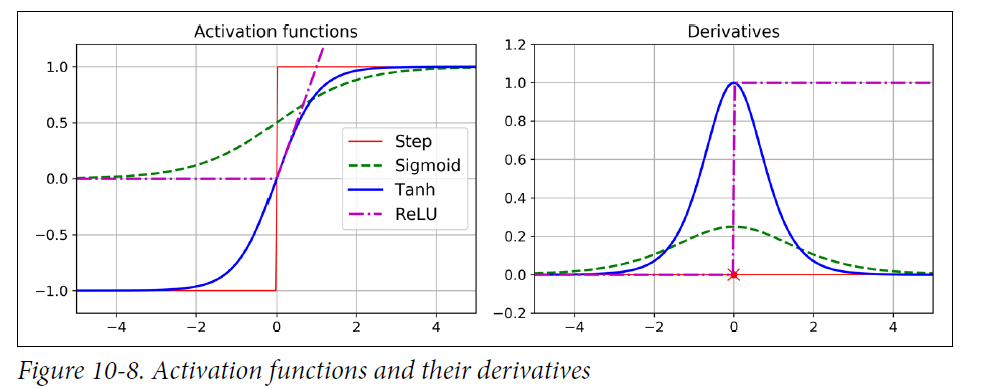 Activation functions
1.0
0.5
0.0
−0.5
−1.0
−4 −2 0 2 4
Step
Sigmoid
Tanh
ReLU
Derivatives
1.2
1.0
0.8
0.6
0.4
0.2
0.0
−0.2
−4 −2 0 2 4
Figure 10-8. Activation functions and their derivatives